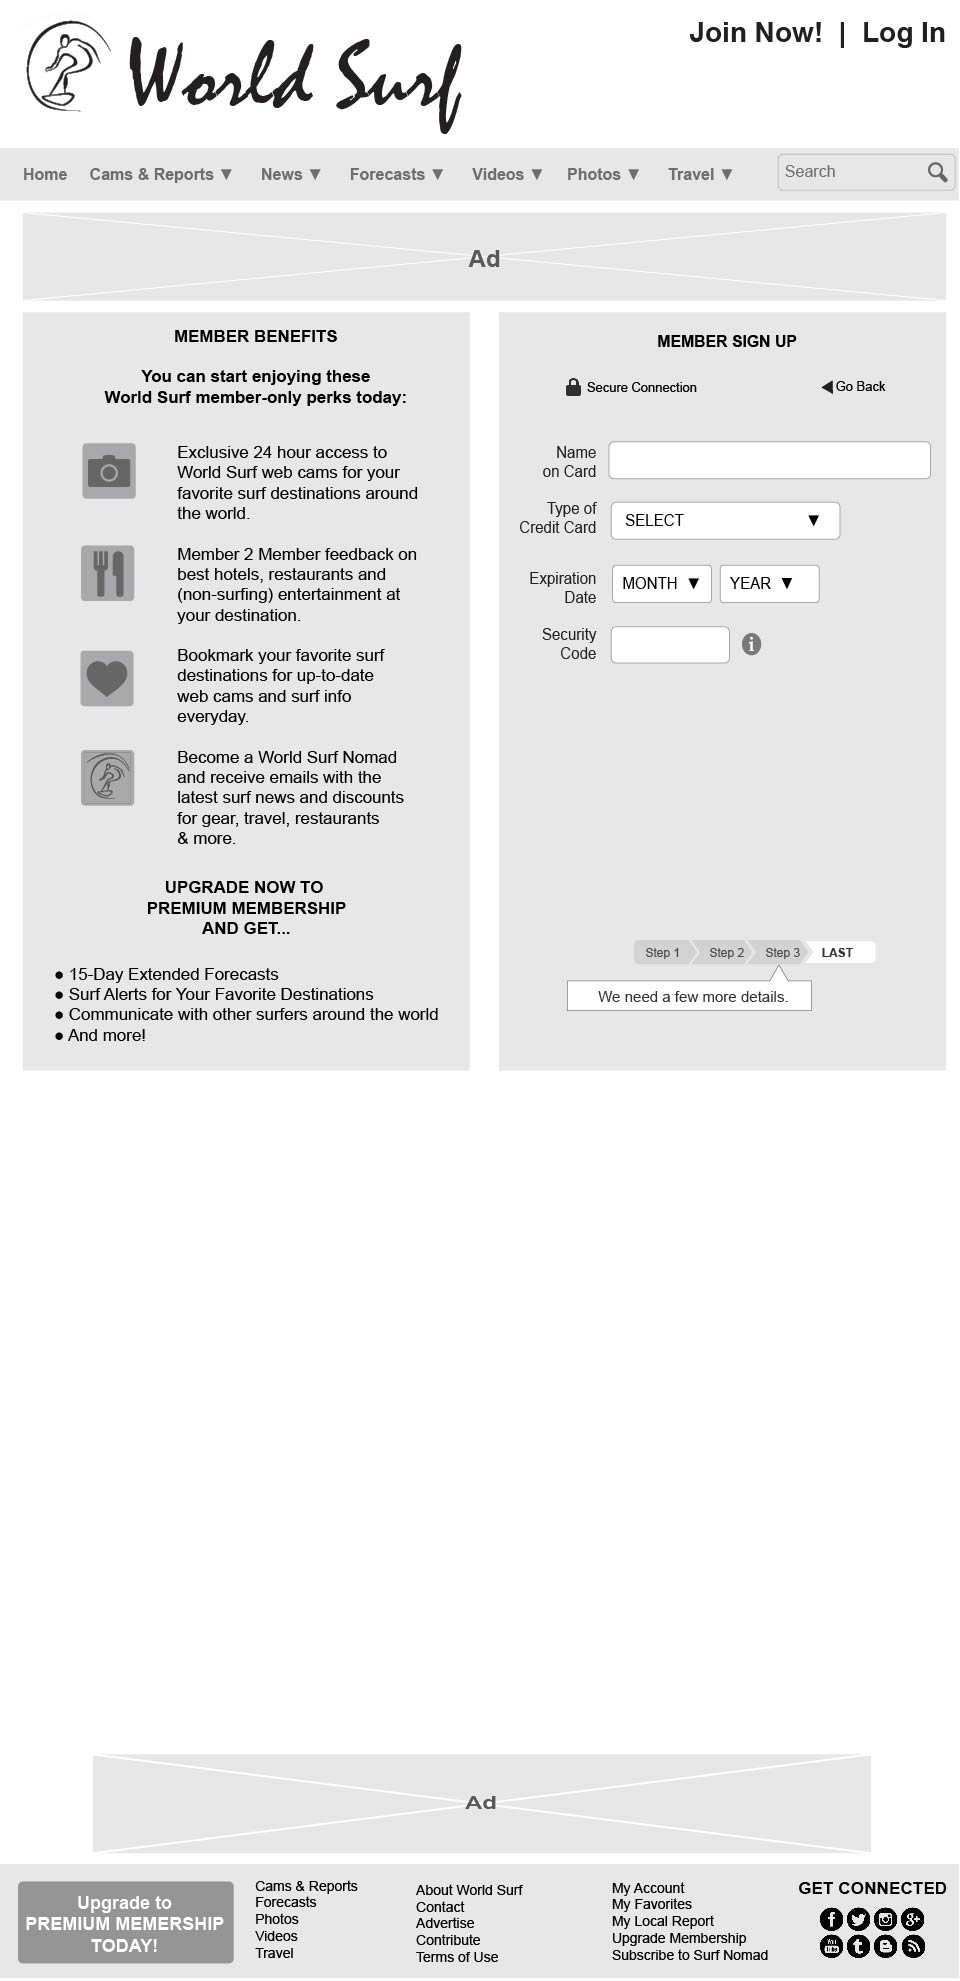 World Surf
Join Now! | Log In
Home Cams & Reports ▼ News ▼ Forecasts ▼ Videos ▼ Photos ▼ Travel ▼ Search
Ad
MEMBER BENEFITS
You can start enjoying these
World Surf member-only perks today:
Exclusive 24 hour access to
World Surf web cams for your
favorite surf destinations around
the world.
Member 2 Member feedback on
best hotels, restaurants and
(non-surfing) entertainment at
your destination.
Bookmark your favorite surf
destinations for up-to-date
web cams and surf info
everyday.
Become a World Surf Nomad
and receive emails with the
latest surf news and discounts
for gear, travel, restaurants
& more.
UPGRADE NOW TO
PREMIUM MEMBERSHIP
AND GET...
● 15-Day Extended Forecasts
● Surf Alerts for Your Favorite Destinations
● Communicate with other surfers around the world
● And more!
MEMBER SIGN UP
Secure Connection ◀ Go Back
Name
on Card
Type of
Credit Card
SELECT ▼
Expiration
Date
MONTH ▼ YEAR ▼
Security
Code
i
Step 1 Step 2 Step 3 LAST
We need a few more details.
Ad
Upgrade to
PREMIUM MEMERSHIP
TODAY!
Cams & Reports
Forecasts
Photos
Videos
Travel
About World Surf
Contact
Advertise
Contribute
Terms of Use
My Account
My Favorites
My Local Report
Upgrade Membership
Subscribe to Surf Nomad
GET CONNECTED
f g+
You Tube t B